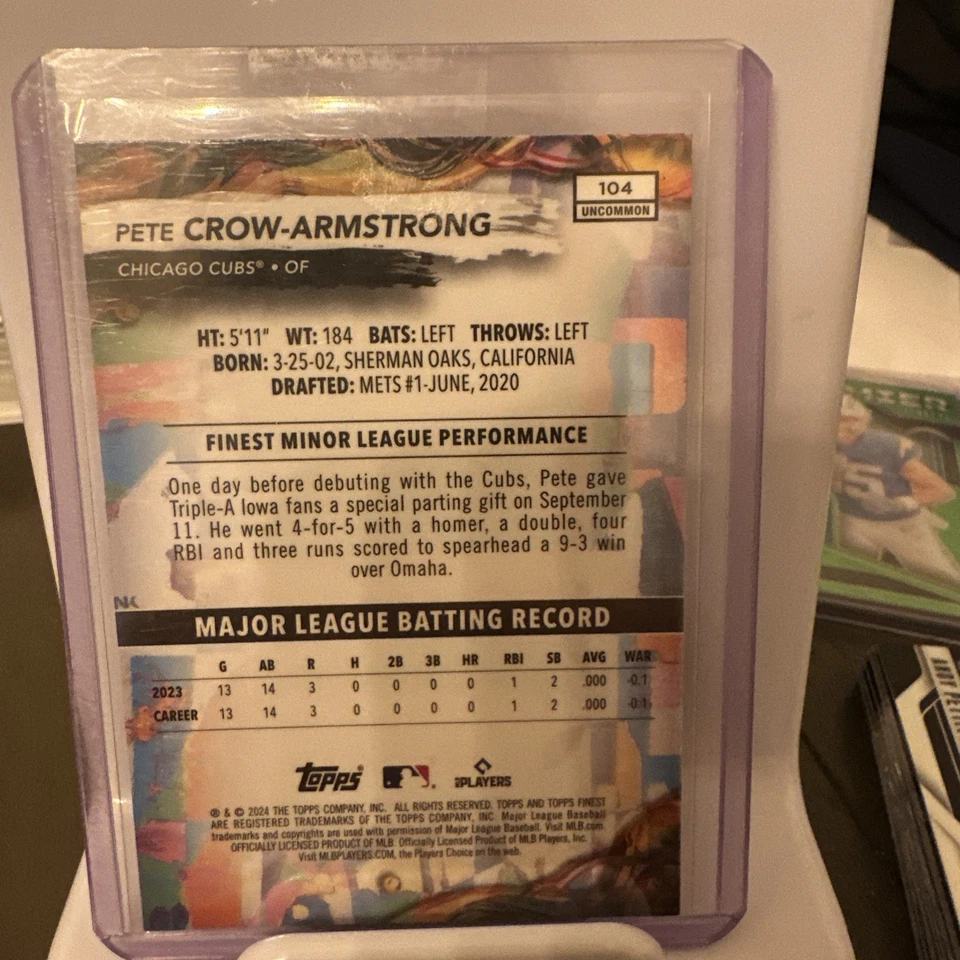 104
UNCOMMON
PETE CROW-ARMSTRONG
CHICAGO CUBS® • OF
HT: 5'11" WT: 184 BATS: LEFT THROWS: LEFT
BORN: 3-25-02, SHERMAN OAKS, CALIFORNIA
DRAFTED: METS #1-JUNE, 2020
FINEST MINOR LEAGUE PERFORMANCE
One day before debuting with the Cubs, Pete gave
Triple-A Iowa fans a special parting gift on September
11. He went 4-for-5 with a homer, a double, four
RBI and three runs scored to spearhead a 9-3 win
over Omaha.
NK
MAJOR LEAGUE BATTING RECORD
G AB R H 2B 3B HR RBI SB AVG WAR
2023 13 14 3 0 0 0 0 1 2 .000 -0.1
CAREER 13 14 3 0 0 0 0 1 2 .000 -0.1
Topps® PLAYERS
® & © 2024 THE TOPPS COMPANY, INC. ALL RIGHTS RESERVED. TOPPS AND TOPPS FINEST
ARE REGISTERED TRADEMARKS OF THE TOPPS COMPANY, INC. Major League Baseball
trademarks and copyrights are used with permission of Major League Baseball. Visit MLB.com.
OFFICIALLY LICENSED PRODUCT OF MLB. Officially Licensed Product of MLB Players, Inc.
Visit MLBPLAYERS.COM, the Players Choice on the web.
ANDY PETTI